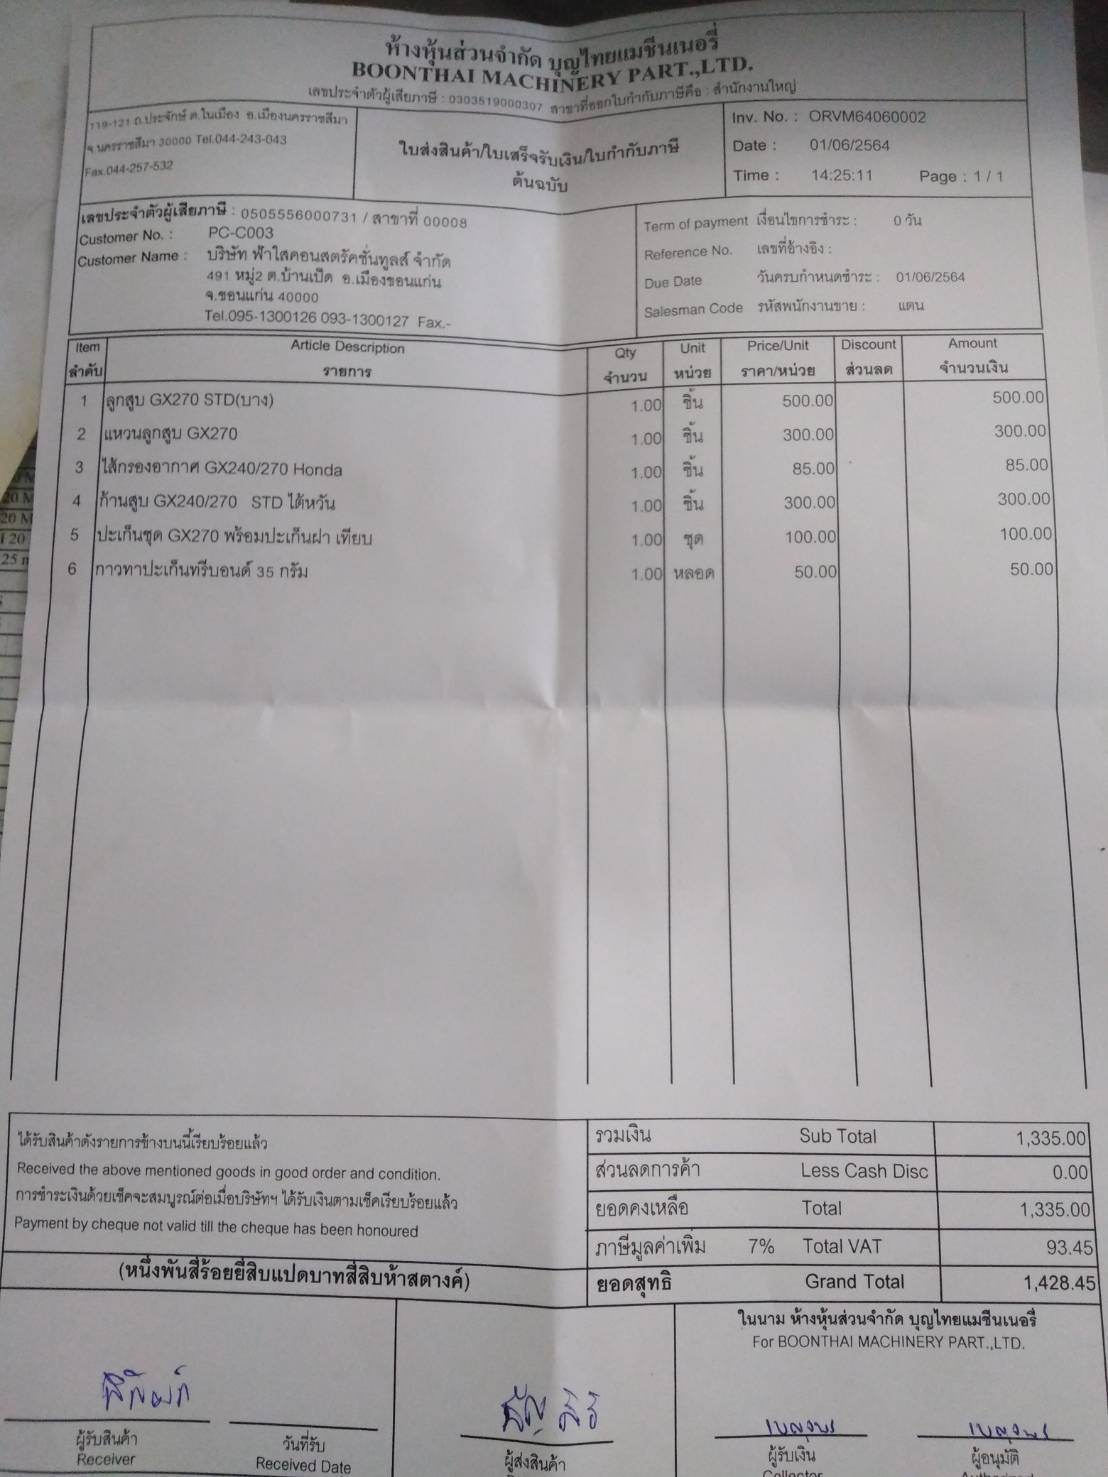 ห้างหุ้นส่วนจำกัด บุญไทยแมชีนเนอรี่
BOONTHAI MACHINERY PART.,LTD.
เลขประจำตัวผู้เสียภาษี : 0303519000307 สาขาที่ออกใบกำกับภาษีคือ : สำนักงานใหญ่
119-121 ถ.ประจักษ์ ต.ในเมือง อ.เมืองนครราชสีมา
จ.นครราชสีมา 30000 Tel.044-243-043
Fax.044-257-532
ใบส่งสินค้า/ใบเสร็จรับเงิน/ใบกำกับภาษี
ต้นฉบับ
Inv. No. : ORVM64060002
Date : 01/06/2564
Time : 14:25:11 Page : 1 / 1
เลขประจำตัวผู้เสียภาษี : 0505556000731 / สาขาที่ 00008
Customer No. : PC-C003
Customer Name : บริษัท ฟ้าใสคอนสตรัคชั่นทูลส์ จำกัด
491 หมู่2 ต.บ้านเป็ด อ.เมืองขอนแก่น
จ.ขอนแก่น 40000
Tel.095-1300126 093-1300127 Fax.-
Term of payment เงื่อนไขการชำระ : 0 วัน
Reference No. เลขที่อ้างอิง :
Due Date วันครบกำหนดชำระ : 01/06/2564
Salesman Code รหัสพนักงานขาย : แตน
Item Article Description Qty Unit Price/Unit Discount Amount
ลำดับ รายการ จำนวน หน่วย ราคา/หน่วย ส่วนลด จำนวนเงิน
1 ลูกสูบ GX270 STD(บาง) 1.00 ชิ้น 500.00 500.00
2 แหวนลูกสูบ GX270 1.00 ชิ้น 300.00 300.00
3 ไส้กรองอากาศ GX240/270 Honda 1.00 ชิ้น 85.00 85.00
4 ก้านสูบ GX240/270 STD ไต้หวัน 1.00 ชิ้น 300.00 300.00
5 ปะเก็นชุด GX270 พร้อมปะเก็นฝา เทียบ 1.00 ชุด 100.00 100.00
6 กาวทาปะเก็นทรีบอนด์ 35 กรัม 1.00 หลอด 50.00 50.00
ได้รับสินค้าดังรายการข้างบนนี้เรียบร้อยแล้ว
Received the above mentioned goods in good order and condition.
การชำระเงินด้วยเช็คจะสมบูรณ์ต่อเมื่อบริษัทฯ ได้รับเงินตามเช็คเรียบร้อยแล้ว
Payment by cheque not valid till the cheque has been honoured
(หนึ่งพันสี่ร้อยยี่สิบแปดบาทสี่สิบห้าสตางค์)
รวมเงิน Sub Total 1,335.00
ส่วนลดการค้า Less Cash Disc 0.00
ยอดคงเหลือ Total 1,335.00
ภาษีมูลค่าเพิ่ม 7% Total VAT 93.45
ยอดสุทธิ Grand Total 1,428.45
ในนาม ห้างหุ้นส่วนจำกัด บุญไทยแมชีนเนอรี่
For BOONTHAI MACHINERY PART.,LTD.
ผู้รับสินค้า วันที่รับ ผู้ส่งสินค้า ผู้รับเงิน ผู้อนุมัติ
Receiver Received Date Collector